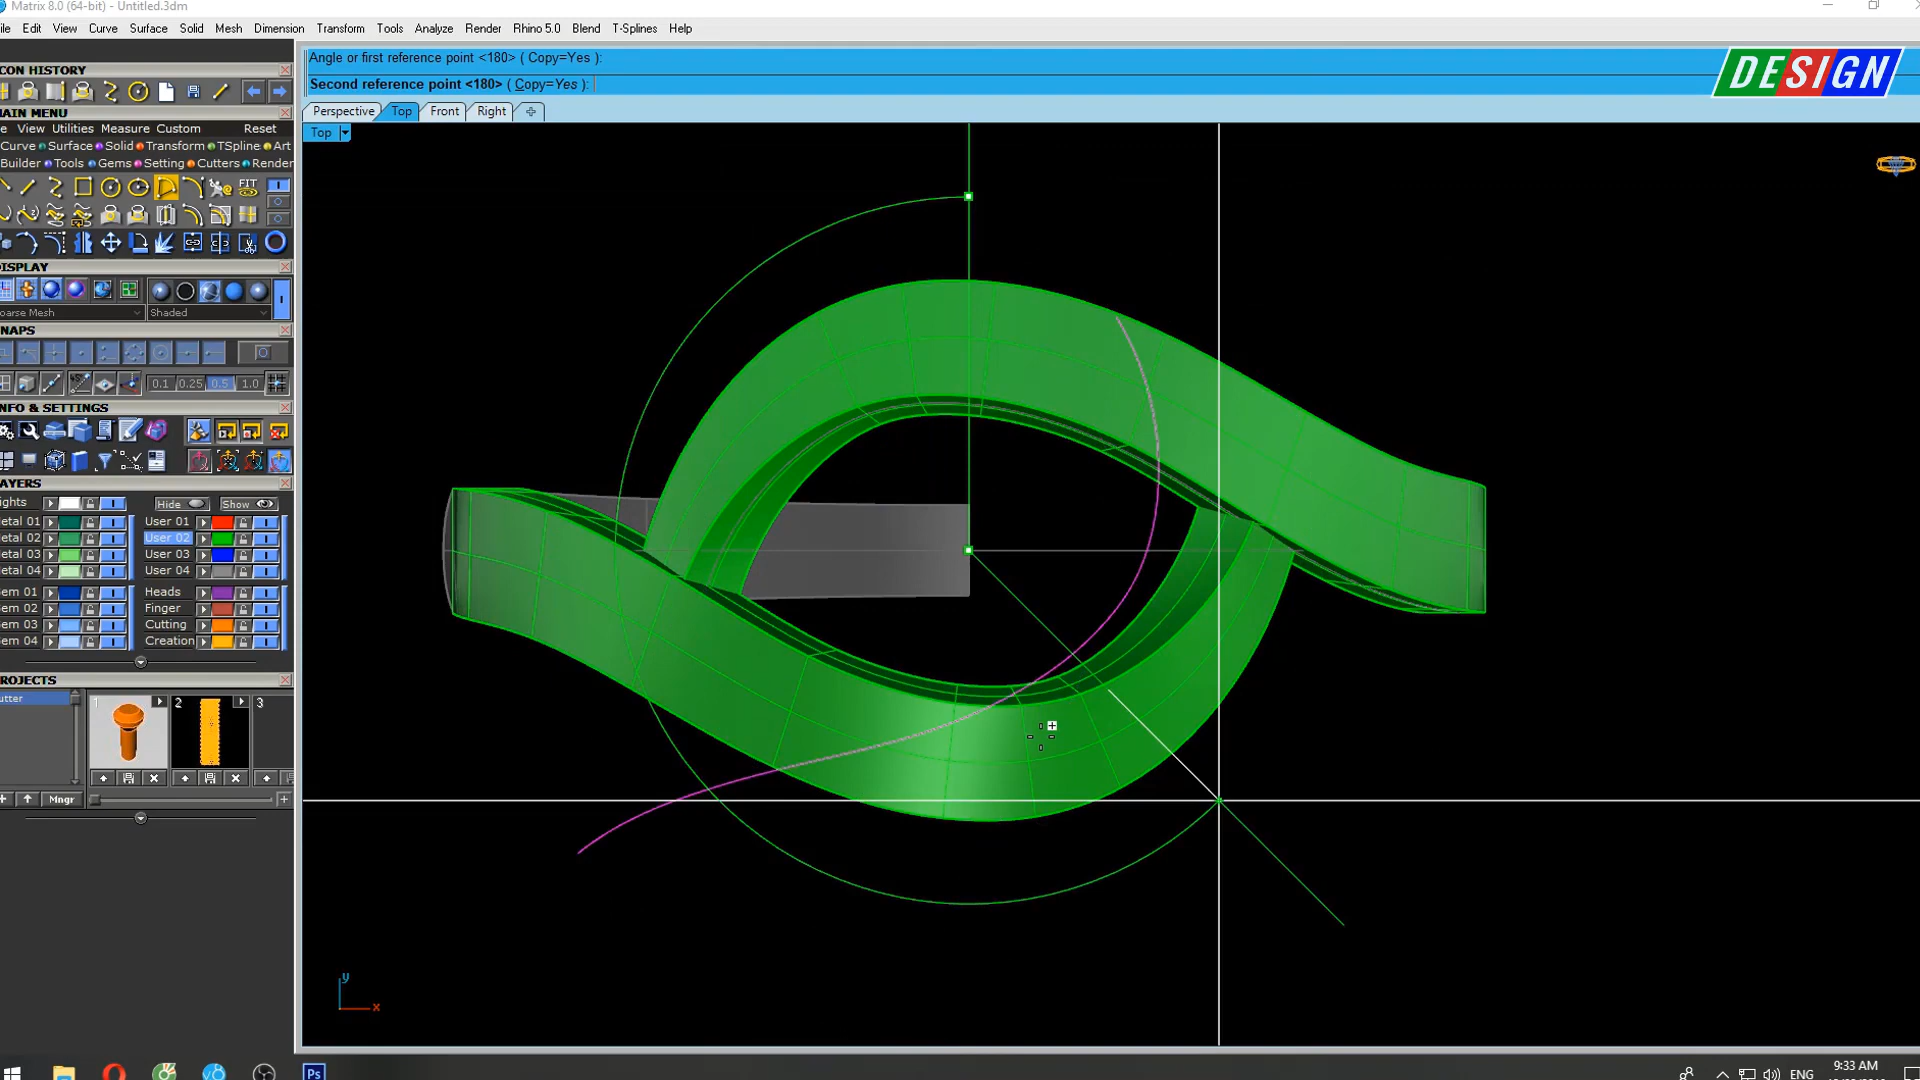 Matrix 8.0 (64-bit) - Untitled.3dm
ile Edit View Curve Surface Solid Mesh Dimension Transform Tools Analyze Render Rhino 5.0 Blend T-Splines Help
Angle or first reference point <180> ( Copy=Yes ):
Second reference point <180> ( Copy=Yes ):
DESIGN
Perspective Top Front Right
Top
CON HISTORY
MAIN MENU
e View Utilities Measure Custom Reset
Curve Surface Solid Transform TSpline Art
Builder Tools Gems Setting Cutters Render
FIT
ISPLAY
oarse Mesh Shaded
NAPS
0.1 0.25 0.5 1.0
NFO & SETTINGS
AYERS
ights Hide Show
etal 01 User 01
etal 02 User 02
etal 03 User 03
etal 04 User 04
em 01 Heads
em 02 Finger
em 03 Cutting
em 04 Creation
ROJECTS
utter 1 2 3
Mngr
y
x
Ps
ENG
9:33 AM